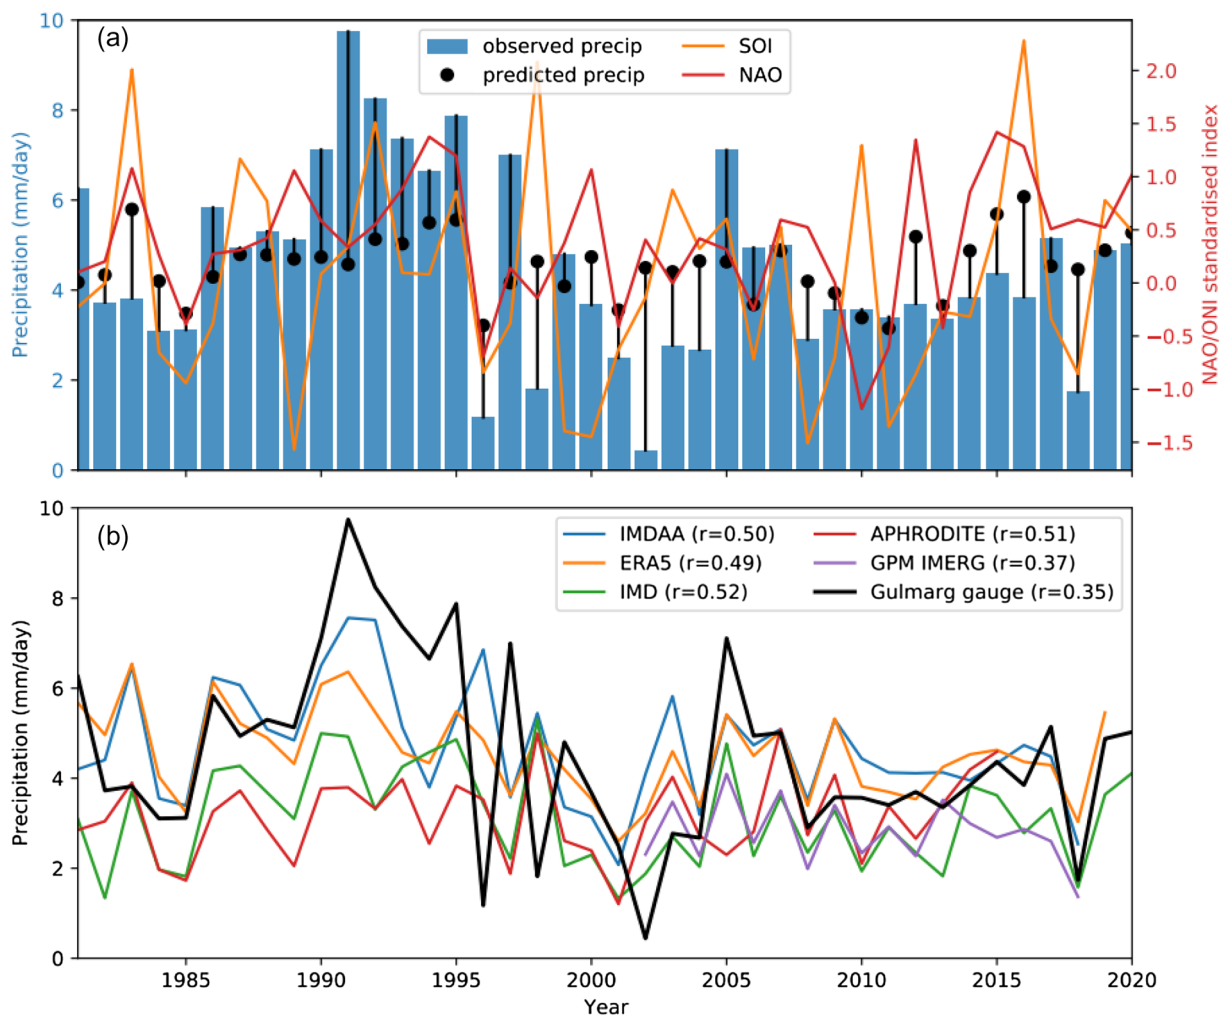 (a)
observed precip
predicted precip
SOI
NAO
Precipitation (mm/day)
10
8
6
4
2
0
NAO/ONI standardised index
2.0
1.5
1.0
0.5
0.0
−0.5
−1.0
−1.5
(b)
IMDAA (r=0.50)
ERA5 (r=0.49)
IMD (r=0.52)
APHRODITE (r=0.51)
GPM IMERG (r=0.37)
Gulmarg gauge (r=0.35)
Precipitation (mm/day)
10
8
6
4
2
0
1985
1990
1995
2000
2005
2010
2015
2020
Year